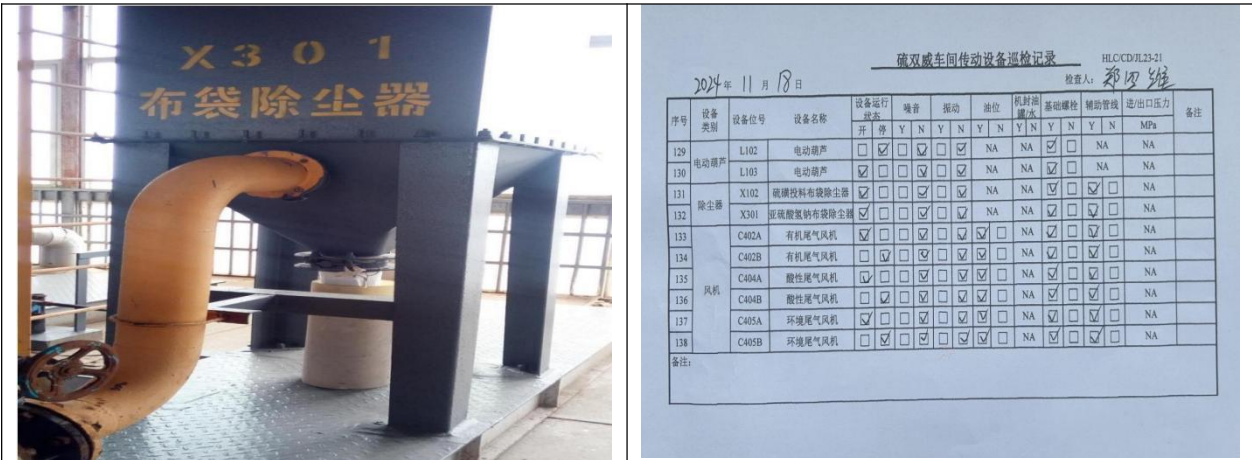 X301
布袋除尘器
硫双威车间传动设备巡检记录 HLC/CD/JL23-21
2024年 11月 18日 检查人:
序号 设备类别 设备位号 设备名称 设备运行状态 噪音 振动 油位 机封油罐/水 基础螺栓 辅助管线 进/出口压力 备注
开 停 Y N Y N Y N Y N Y N Y N MPa
129 电动葫芦 L102 电动葫芦 □ ☑ □ ☑ □ ☑ NA NA ☑ □ NA NA
130 L103 电动葫芦 ☑ □ □ ☑ □ ☑ NA NA ☑ □ NA NA
131 除尘器 X102 硫磺投料布袋除尘器 ☑ □ □ ☑ □ ☑ NA NA ☑ □ ☑ □ NA
132 X301 亚硫酸氢钠布袋除尘器 ☑ □ □ ☑ □ ☑ NA NA ☑ □ ☑ □ NA
133 风机 C402A 有机尾气风机 ☑ □ □ ☑ □ ☑ ☑ □ NA ☑ □ ☑ □ NA
134 C402B 有机尾气风机 □ ☑ □ ☑ □ ☑ ☑ □ NA ☑ □ ☑ □ NA
135 C404A 酸性尾气风机 ☑ □ □ ☑ □ ☑ ☑ □ NA ☑ □ ☑ □ NA
136 C404B 酸性尾气风机 □ ☑ □ ☑ □ ☑ ☑ □ NA ☑ □ ☑ □ NA
137 C405A 环境尾气风机 ☑ □ □ ☑ □ ☑ ☑ □ NA ☑ □ ☑ □ NA
138 C405B 环境尾气风机 □ ☑ □ ☑ □ ☑ ☑ □ NA ☑ □ ☑ □ NA
备注: